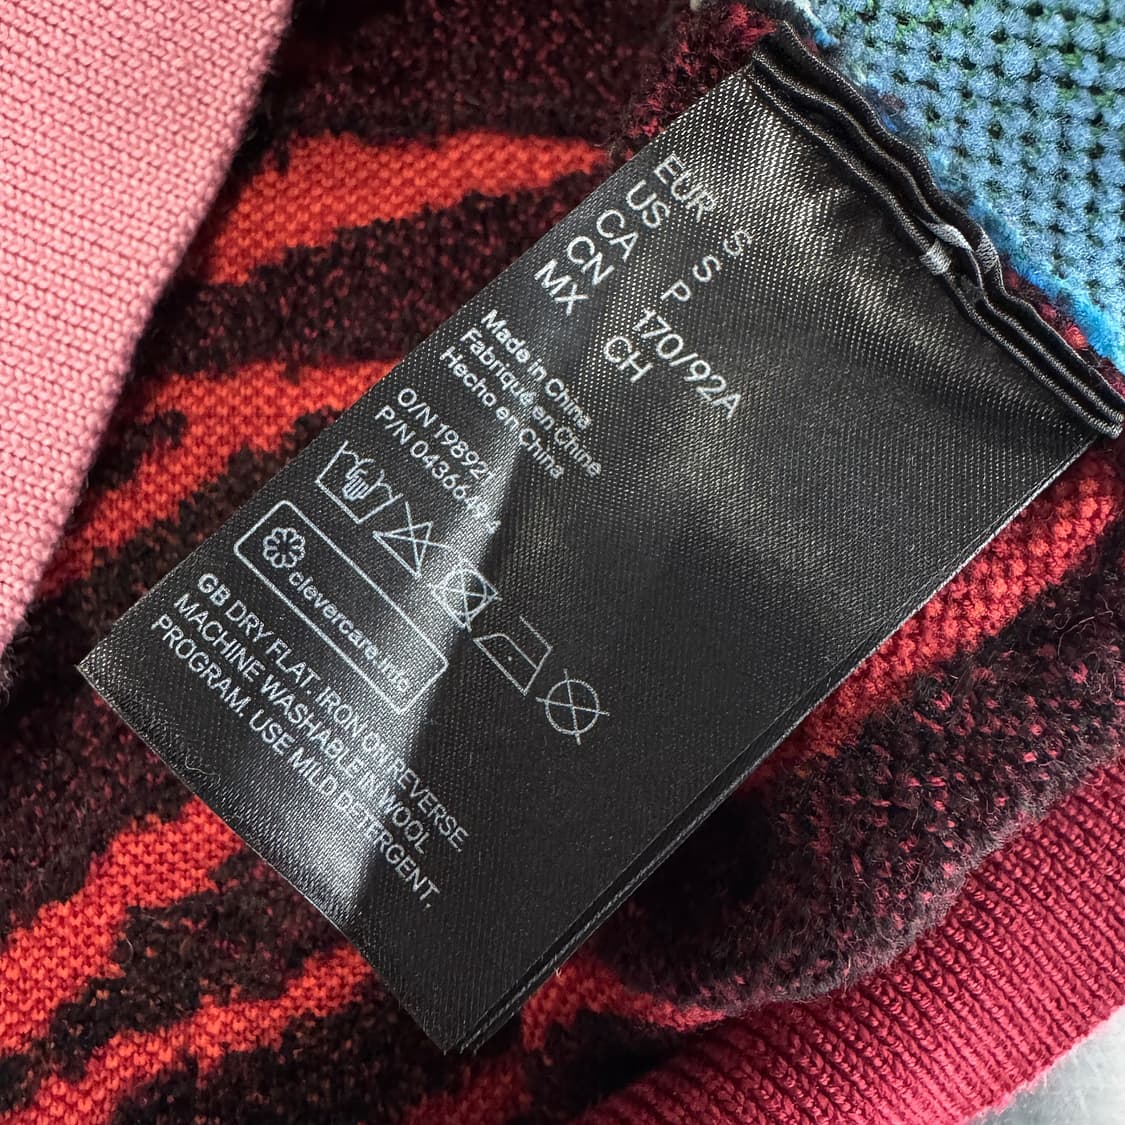 EUR S
US S
CA P
CN 170/92A
MX CH
Made in China
Fabriqué en Chine
Hecho en China
O/N
P/N
clevercare.info
GB DRY FLAT. IRON ON REVERSE
MACHINE WASHABLE IN WOOL
PROGRAM. USE MILD DETERGENT,